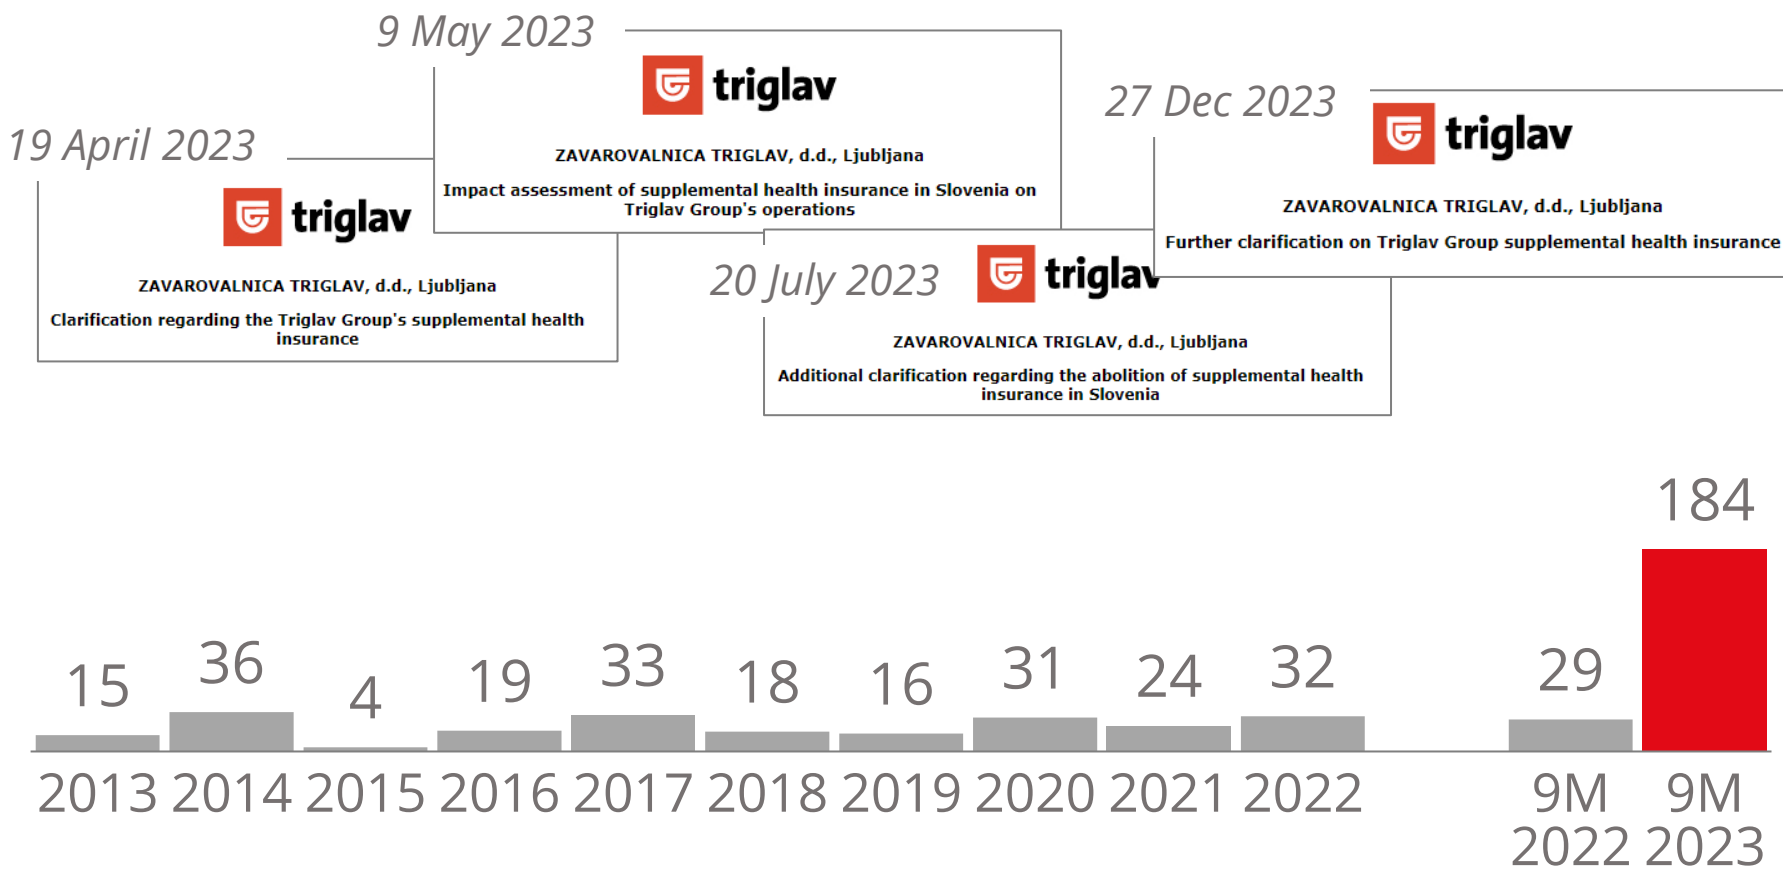 19 April 2023
triglav
ZAVAROVALNICA TRIGLAV, d.d., Ljubljana
Clarification regarding the Triglav Group's supplemental health
insurance
9 May 2023
triglav
ZAVAROVALNICA TRIGLAV, d.d., Ljubljana
Impact assessment of supplemental health insurance in Slovenia on
Triglav Group's operations
20 July 2023
triglav
ZAVAROVALNICA TRIGLAV, d.d., Ljubljana
Additional clarification regarding the abolition of supplemental health
insurance in Slovenia
27 Dec 2023
triglav
ZAVAROVALNICA TRIGLAV, d.d., Ljubljana
Further clarification on Triglav Group supplemental health insurance
15 36 4 19 33 18 16 31 24 32 29 184
2013 2014 2015 2016 2017 2018 2019 2020 2021 2022 9M 9M
2022 2023